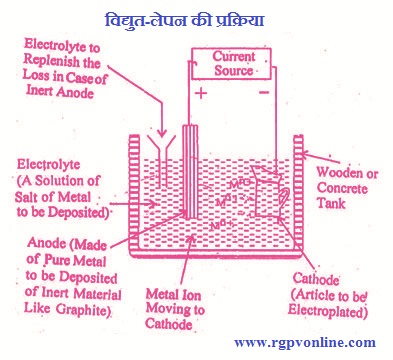 विद्युत-लेपन की प्रक्रिया
Electrolyte to
Replenish the
Loss in Case of
Inert Anode
Current
Source
+
−
Electrolyte
(A Solution of
Salt of Metal
to be Deposited)
Wooden or
Concrete
Tank
Anode (Made
of Pure Metal
to be Deposited
of Inert Material
Like Graphite)
Metal Ion
Moving to
Cathode
Cathode
(Article to be
Electroplated)
www.rgpvonline.com